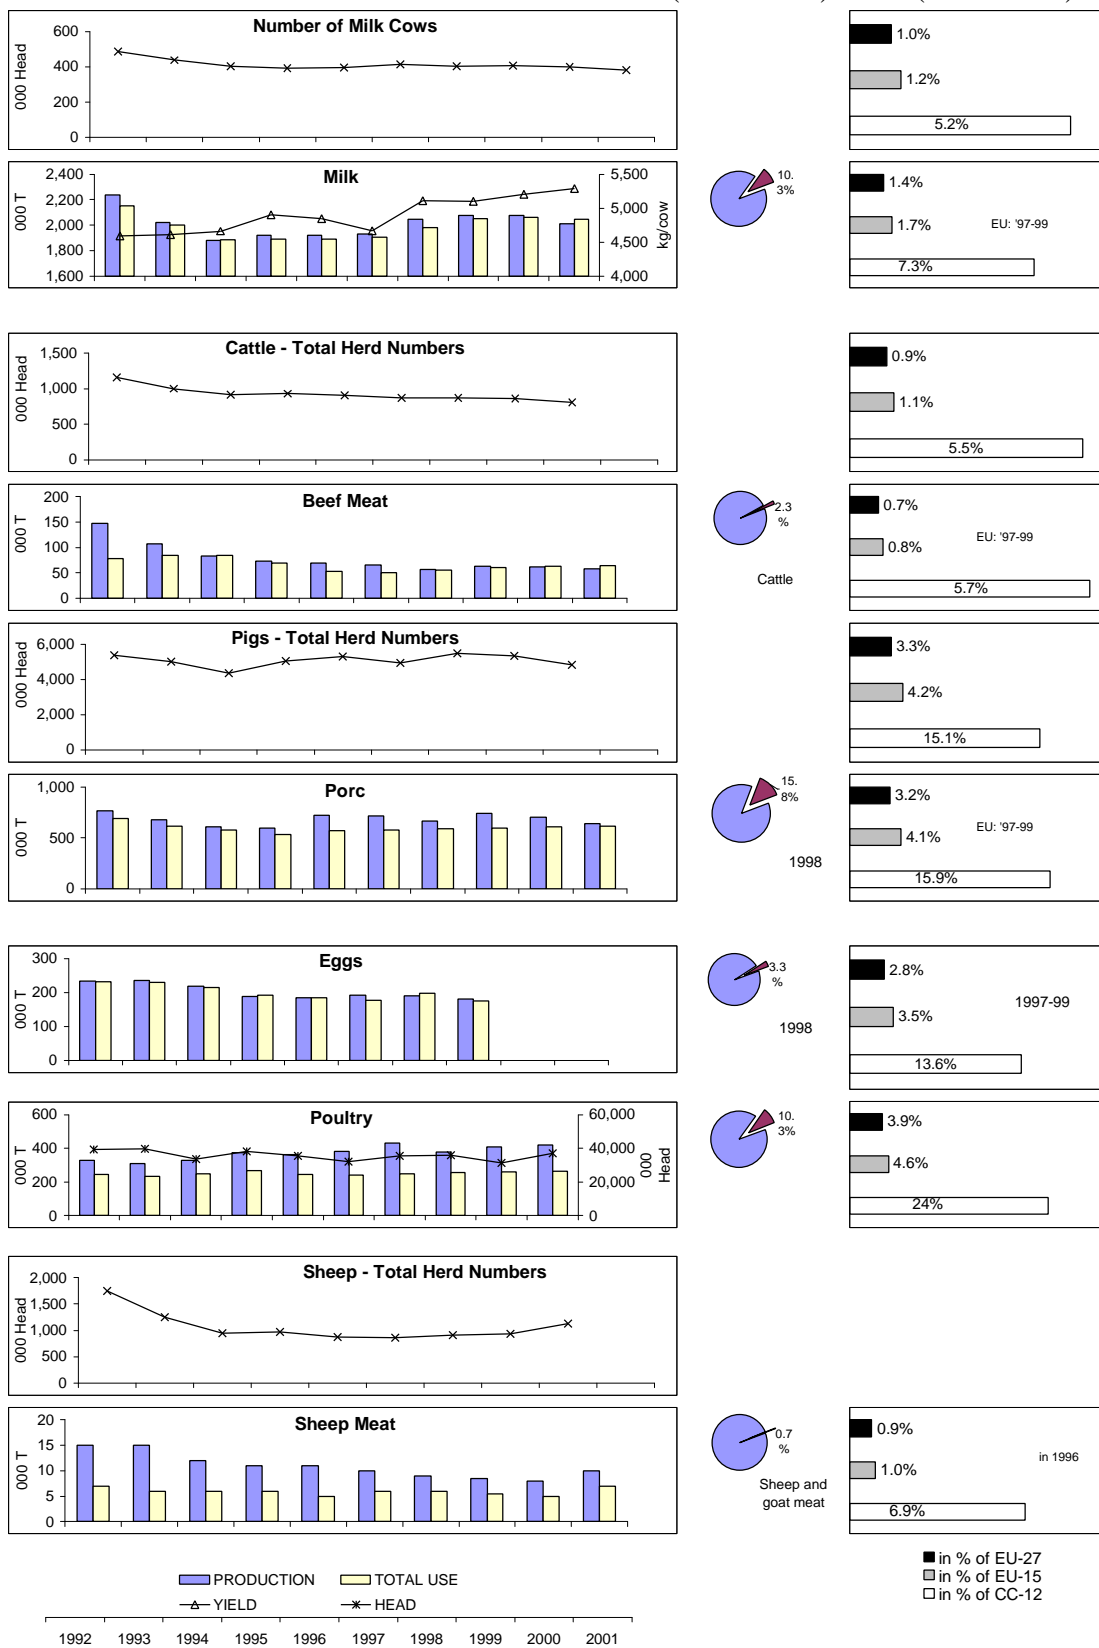 Number of Milk Cows
600
400
200
0
000 Head
1.0%
1.2%
5.2%
Milk
2,400
2,200
2,000
1,800
1,600
000 T
5,500
5,000
4,500
4,000
kg/cow
10.
3%
1.4%
1.7%
EU: '97-99
7.3%
Cattle - Total Herd Numbers
1,500
1,000
500
0
000 Head
0.9%
1.1%
5.5%
Beef Meat
200
150
100
50
0
000 T
2.3
%
Cattle
0.7%
EU: '97-99
0.8%
5.7%
Pigs - Total Herd Numbers
6,000
4,000
2,000
0
000 Head
3.3%
4.2%
15.1%
Porc
1,000
500
0
000 T
15.
8%
1998
3.2%
EU: '97-99
4.1%
15.9%
Eggs
300
200
100
0
000 T
3.3
%
1998
2.8%
1997-99
3.5%
13.6%
Poultry
600
400
200
0
000 T
60,000
40,000
20,000
0
000
Head
10.
3%
3.9%
4.6%
24%
Sheep - Total Herd Numbers
2,000
1,500
1,000
500
0
000 Head
Sheep Meat
20
15
10
5
0
000 T
0.7
%
Sheep and
goat meat
0.9%
in 1996
1.0%
6.9%
PRODUCTION TOTAL USE
YIELD HEAD
in % of EU-27
in % of EU-15
in % of CC-12
1992 1993 1994 1995 1996 1997 1998 1999 2000 2001